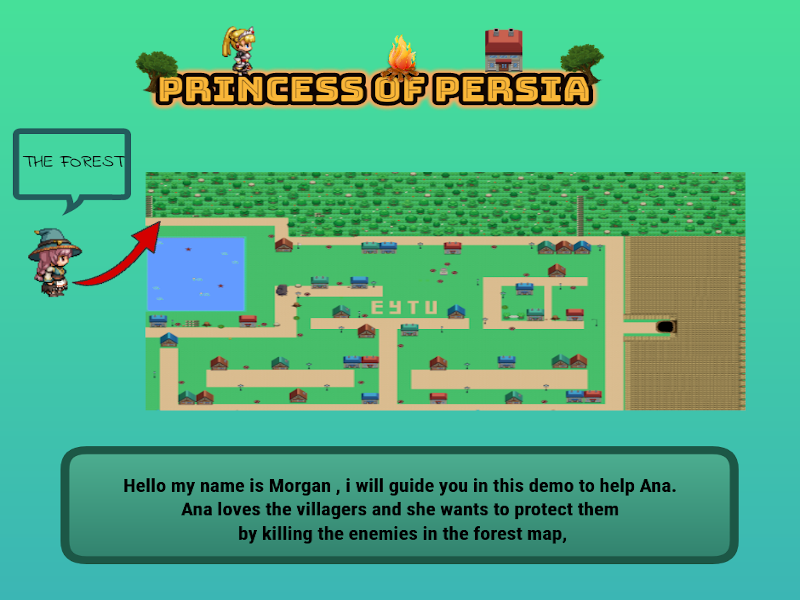 PRINCESS OF PERSIA
THE FOREST
EYTU
Hello my name is Morgan , i will guide you in this demo to help Ana.
Ana loves the villagers and she wants to protect them
by killing the enemies in the forest map,